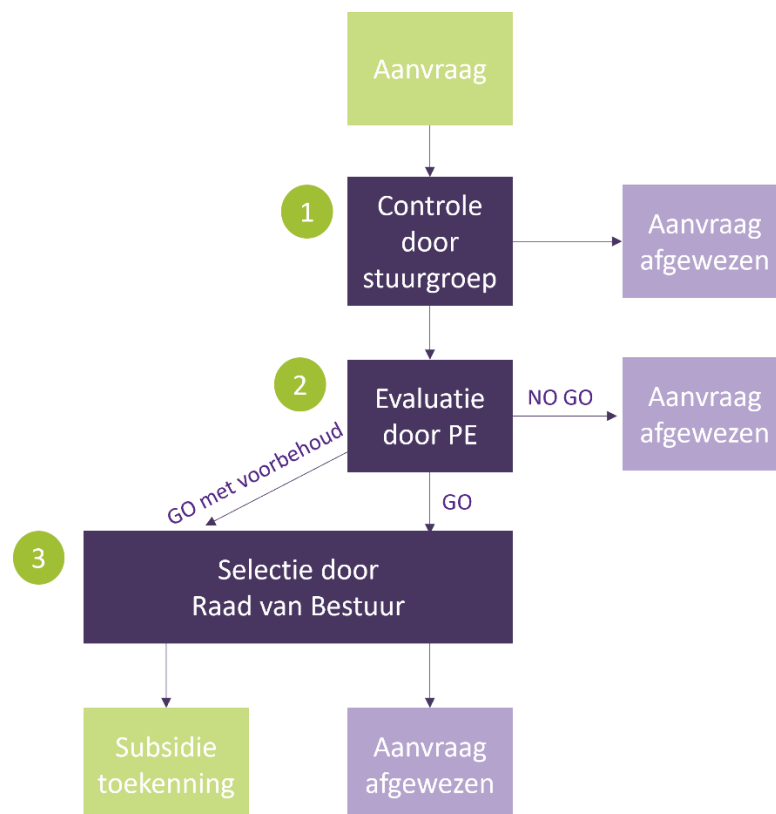 Aanvraag
1
Controle
door
stuurgroep
Aanvraag
afgewezen
2
Evaluatie
door PE
NO GO
Aanvraag
afgewezen
GO met voorbehoud
GO
3
Selectie door
Raad van Bestuur
Subsidie
toekenning
Aanvraag
afgewezen